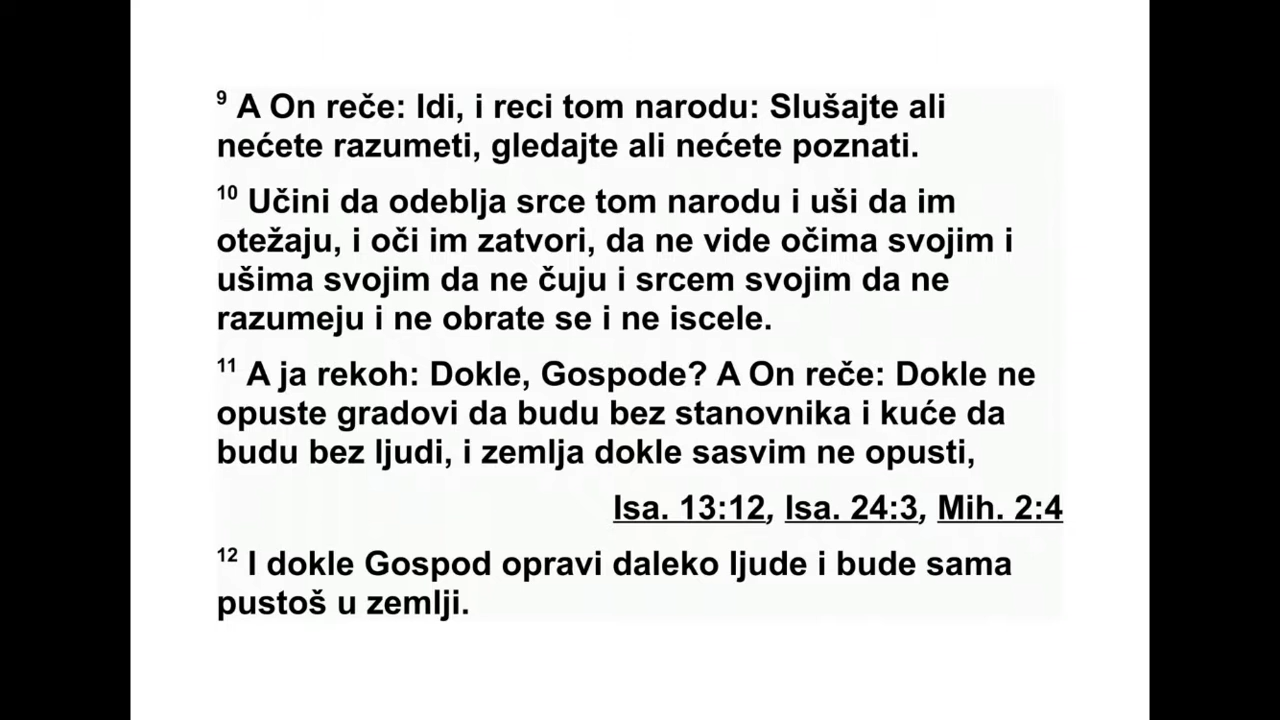 9 A On reče: Idi, i reci tom narodu: Slušajte ali
nećete razumeti, gledajte ali nećete poznati.
10 Učini da odeblja srce tom narodu i uši da im
otežaju, i oči im zatvori, da ne vide očima svojim i
ušima svojim da ne čuju i srcem svojim da ne
razumeju i ne obrate se i ne iscele.
11 A ja rekoh: Dokle, Gospode? A On reče: Dokle ne
opuste gradovi da budu bez stanovnika i kuće da
budu bez ljudi, i zemlja dokle sasvim ne opusti,
Isa. 13:12, Isa. 24:3, Mih. 2:4
12 I dokle Gospod opravi daleko ljude i bude sama
pustoš u zemlji.